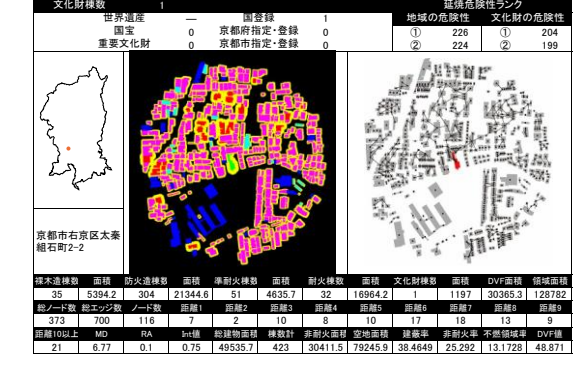 文化財棟数 1 延焼危険性ランク
世界遺産 ― 国登録 1 地域の危険性 文化財の危険性
国宝 0 京都府指定・登録 0 ① 226 ① 204
重要文化財 0 京都市指定・登録 0 ② 224 ② 199
京都市右京区太秦
組石町2-2
裸木造棟数 面積 防火造棟数 面積 準耐火棟数 面積 耐火棟数 面積 文化財棟数 面積 DVF面積 領域面積
35 5394.2 304 21344.6 51 4635.7 32 16964.2 1 1197 30365.3 128782
総ノード数 総エッジ数 ノード数 距離1 距離2 距離3 距離4 距離5 距離6 距離7 距離8 距離9
373 700 116 7 2 10 8 10 17 18 13 9
距離10以上 MD RA Int値 総建物面積 棟数計 非耐火面積 空地面積 建蔽率 非耐火率 不燃領域率 DVF値
21 6.77 0.1 0.75 49535.7 423 30411.5 79245.9 38.4649 25.292 13.1728 48.871